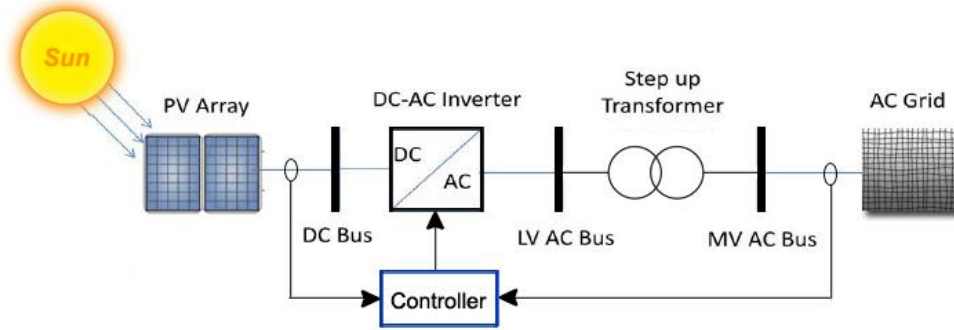 Sun
PV Array
DC-AC Inverter
Step up
Transformer
AC Grid
DC
AC
DC Bus
LV AC Bus
MV AC Bus
Controller